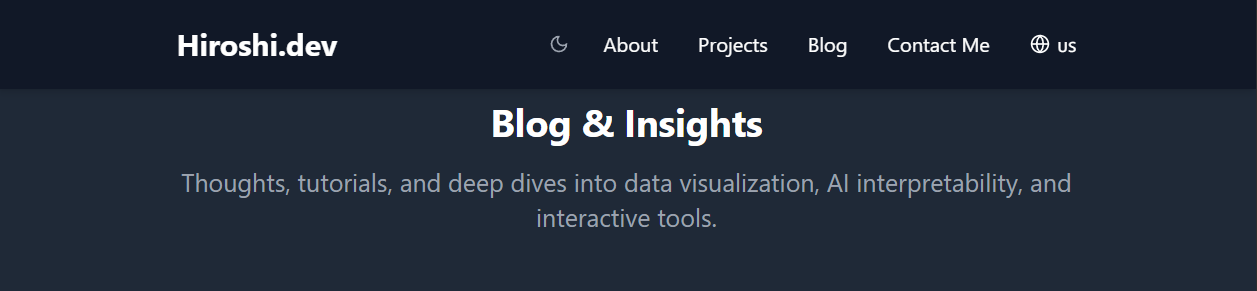 Hiroshi.dev About Projects Blog Contact Me us
Blog & Insights
Thoughts, tutorials, and deep dives into data visualization, AI interpretability, and
interactive tools.